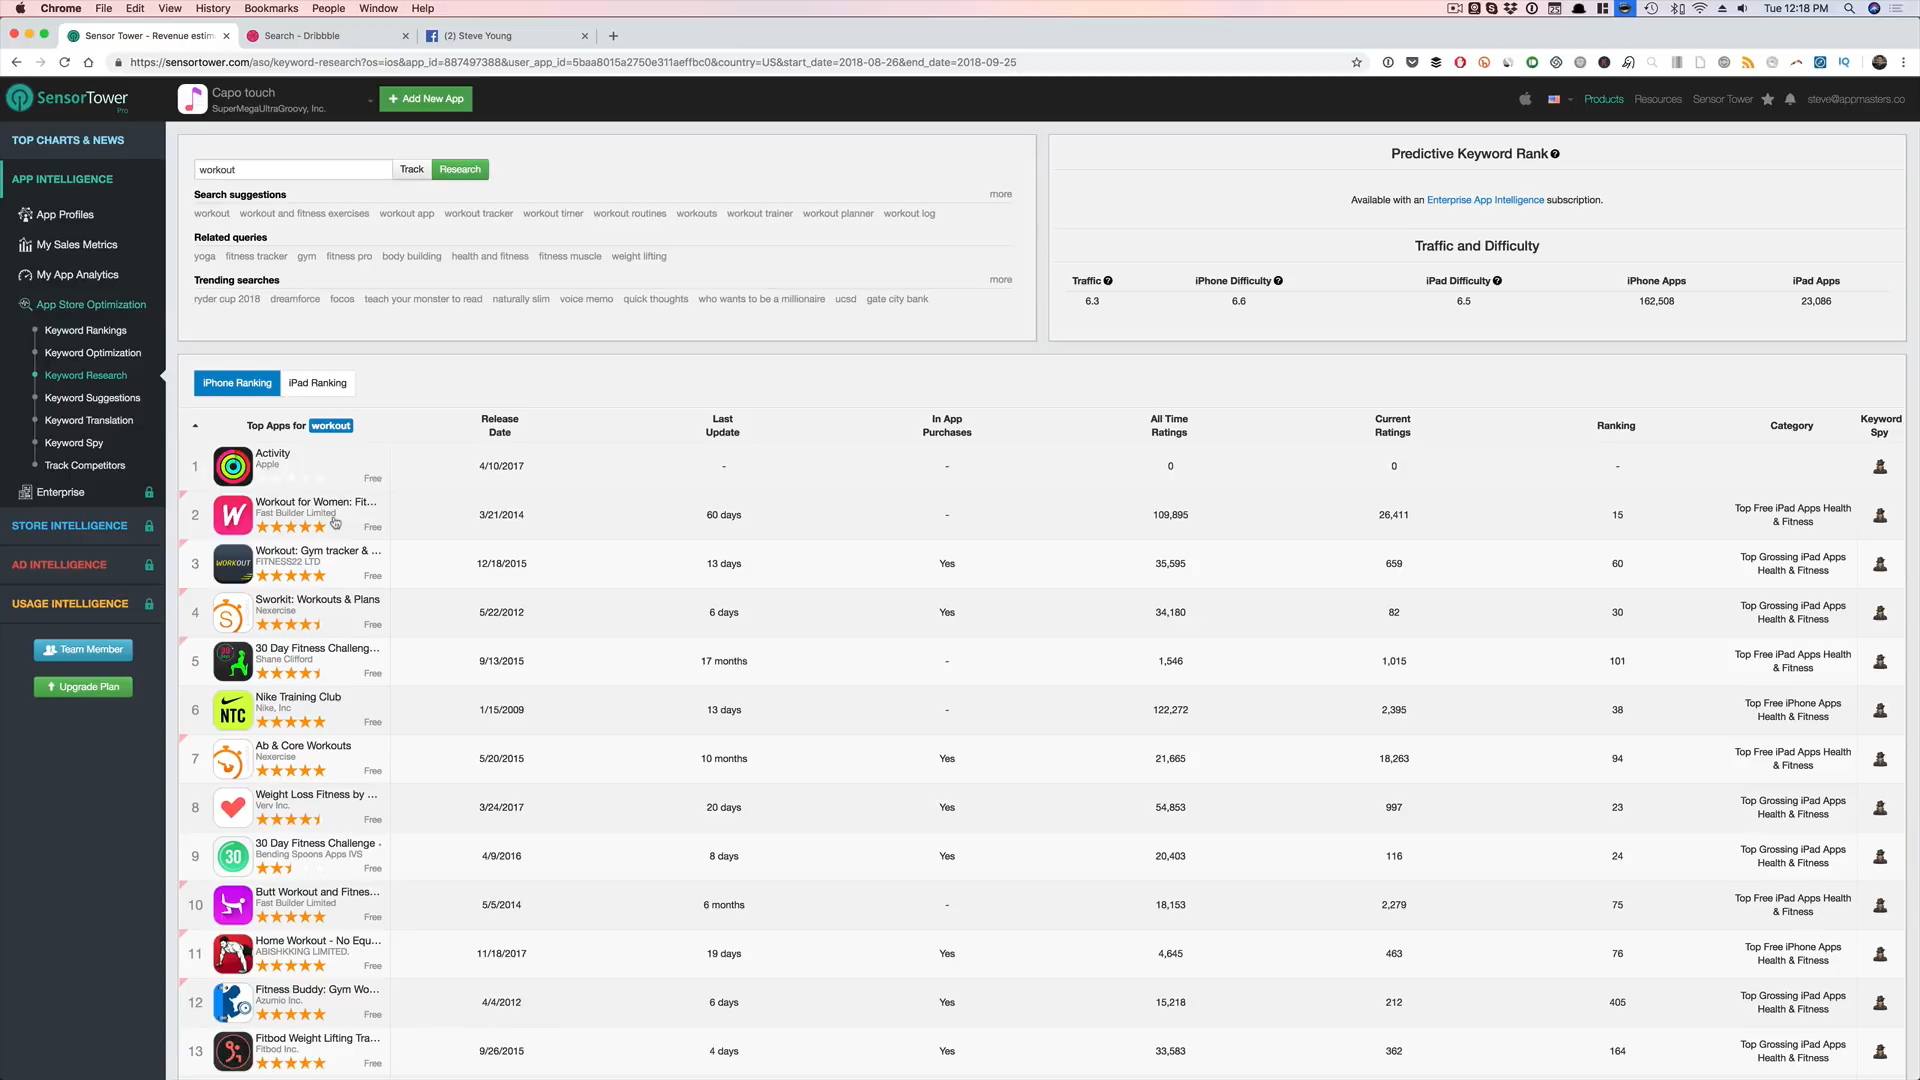 Chrome File Edit View History Bookmarks People Window Help
Tue 12:18 PM
Sensor Tower - Revenue estim
Search - Dribbble
(2) Steve Young
https://sensortower.com/aso/keyword-research?os=ios&app_id=887497388&user_app_id=5baa8015a2750e311aeffbc0&country=US&start_date=2018-08-26&end_date=2018-09-25
SensorTower
Pro
Capo touch
SuperMegaUltraGroovy, Inc.
+ Add New App
Products Resources Sensor Tower steve@appmasters.co
TOP CHARTS & NEWS
APP INTELLIGENCE
App Profiles
My Sales Metrics
My App Analytics
App Store Optimization
Keyword Rankings
Keyword Optimization
Keyword Research
Keyword Suggestions
Keyword Translation
Keyword Spy
Track Competitors
Enterprise
STORE INTELLIGENCE
AD INTELLIGENCE
USAGE INTELLIGENCE
Team Member
Upgrade Plan
workout Track Research
Search suggestions more
workout workout and fitness exercises workout app workout tracker workout timer workout routines workouts workout trainer workout planner workout log
Related queries
yoga fitness tracker gym fitness pro body building health and fitness fitness muscle weight lifting
Trending searches more
ryder cup 2018 dreamforce focos teach your monster to read naturally slim voice memo quick thoughts who wants to be a millionaire ucsd gate city bank
Predictive Keyword Rank
Available with an Enterprise App Intelligence subscription.
Traffic and Difficulty
Traffic iPhone Difficulty iPad Difficulty iPhone Apps iPad Apps
6.3 6.6 6.5 162,508 23,086
iPhone Ranking iPad Ranking
Top Apps for workout Release Date Last Update In App Purchases All Time Ratings Current Ratings Ranking Category Keyword Spy
1 Activity Apple Free 4/10/2017 - - 0 0 -
2 Workout for Women: Fit... Fast Builder Limited Free 3/21/2014 60 days - 109,895 26,411 15 Top Free iPad Apps Health & Fitness
3 WORKOUT Workout: Gym tracker & ... FITNESS22 LTD Free 12/18/2015 13 days Yes 35,595 659 60 Top Grossing iPad Apps Health & Fitness
4 Sworkit: Workouts & Plans Nexercise Free 5/22/2012 6 days Yes 34,180 82 30 Top Grossing iPad Apps Health & Fitness
5 30 Day Fitness Challeng... Shane Clifford Free 9/13/2015 17 months - 1,546 1,015 101 Top Free iPad Apps Health & Fitness
6 NTC Nike Training Club Nike, Inc Free 1/15/2009 13 days - 122,272 2,395 38 Top Free iPhone Apps Health & Fitness
7 Ab & Core Workouts Nexercise Free 5/20/2015 10 months Yes 21,665 18,263 94 Top Free iPad Apps Health & Fitness
8 Weight Loss Fitness by ... Verv Inc. Free 3/24/2017 20 days Yes 54,853 997 23 Top Grossing iPad Apps Health & Fitness
9 30 30 Day Fitness Challenge Bending Spoons Apps IVS Free 4/9/2016 8 days Yes 20,403 116 24 Top Grossing iPad Apps Health & Fitness
10 Butt Workout and Fitnes... Fast Builder Limited Free 5/5/2014 6 months - 18,153 2,279 75 Top Free iPad Apps Health & Fitness
11 Home Workout - No Equ... ABISHKKING LIMITED. Free 11/18/2017 19 days Yes 4,645 463 76 Top Free iPhone Apps Health & Fitness
12 Fitness Buddy: Gym Wo... Azumio Inc. Free 4/4/2012 6 days Yes 15,218 212 405 Top Grossing iPad Apps Health & Fitness
13 Fitbod Weight Lifting Tra... Fitbod Inc. Free 9/26/2015 4 days Yes 33,583 362 164 Top Grossing iPad Apps Health & Fitness